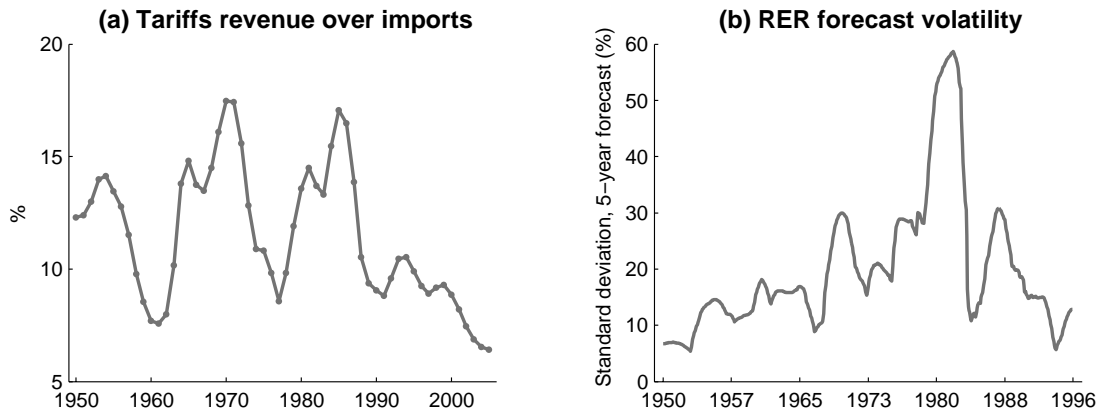 (a) Tariffs revenue over imports
20
15
10
5
%
1950 1960 1970 1980 1990 2000
(b) RER forecast volatility
60
50
40
30
20
10
0
Standard deviation, 5−year forecast (%)
1950 1957 1965 1973 1980 1988 1996